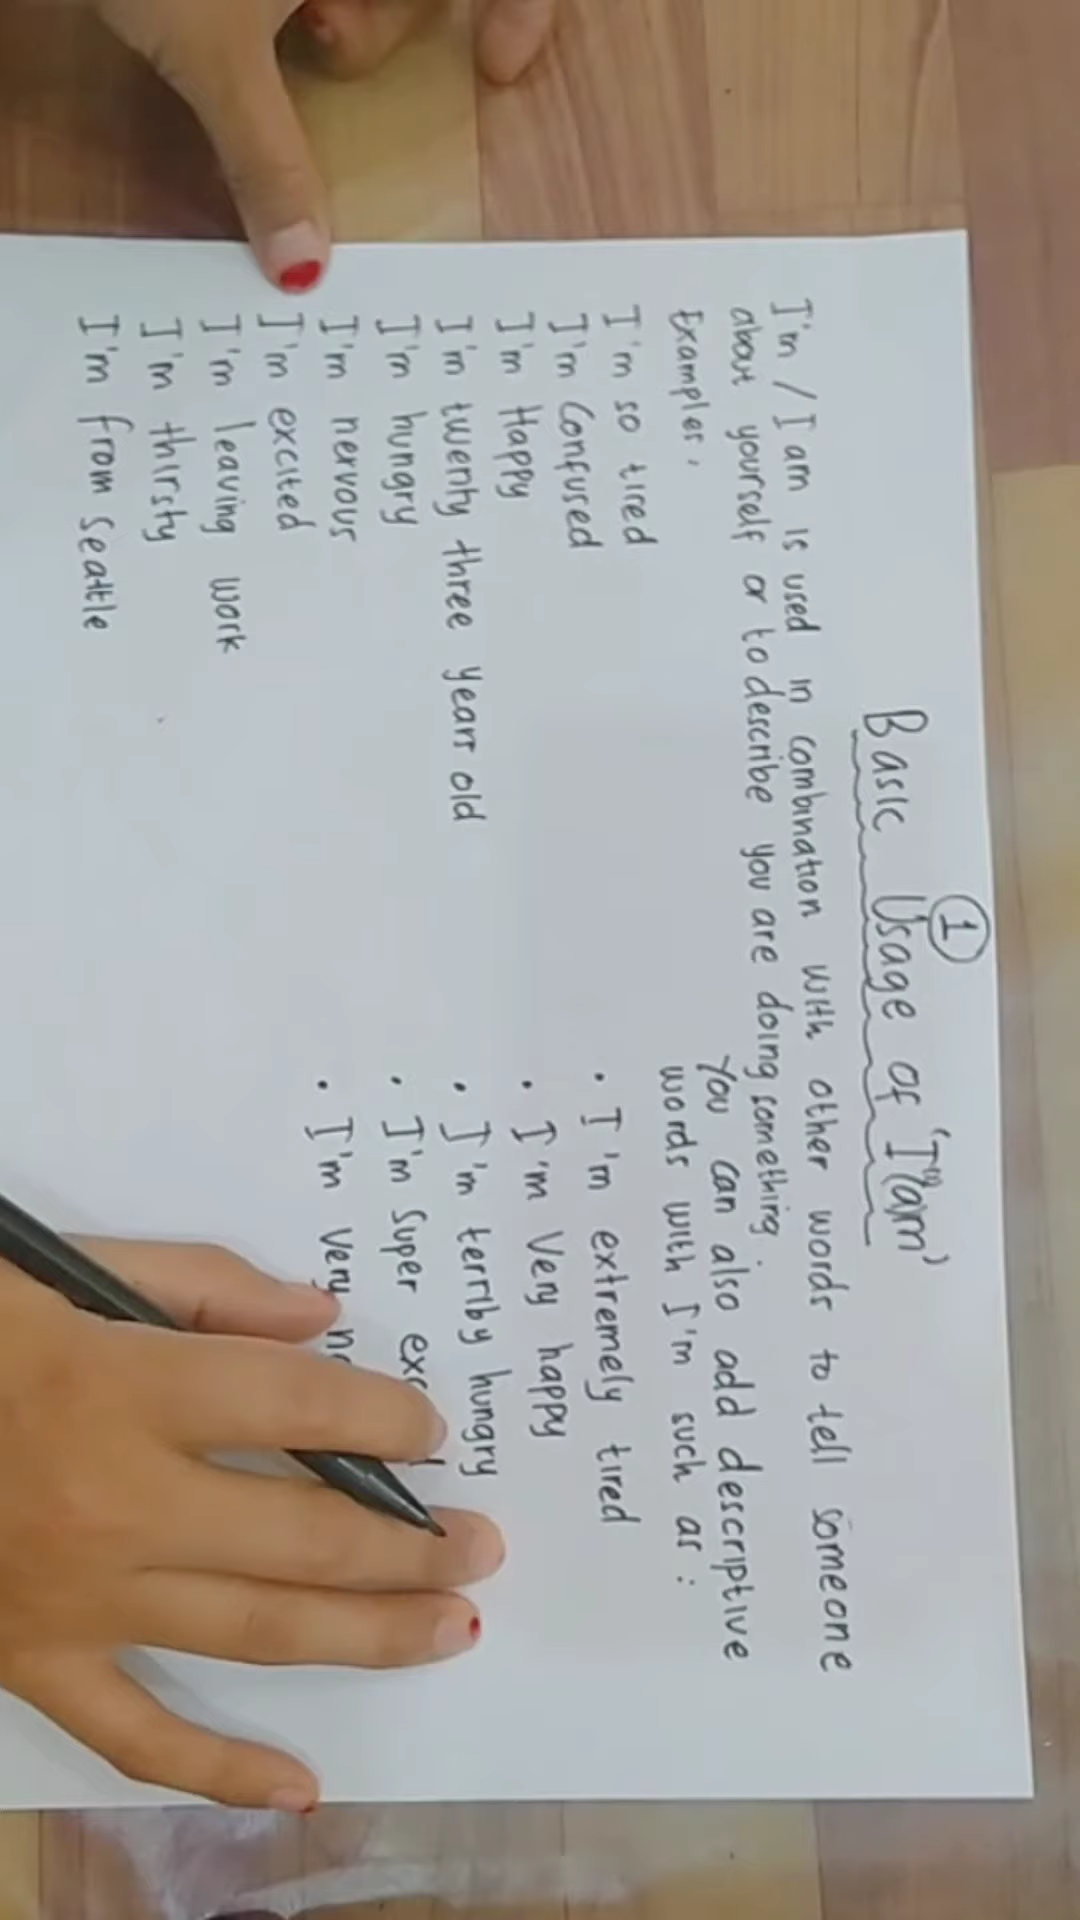 1
Basic Usage of 'I'm/am'
I'm / I am is used in combination with other words to tell someone
about yourself or to describe you are doing something.
Examples,
I'm so tired
I'm Confused
I'm Happy
I'm twenty three years old
I'm hungry
I'm nervous
I'm excited
I'm leaving work
I'm thirsty
I'm from Seattle
You can also add descriptive
words with I'm such as :
• I'm extremely tired
• I'm Very happy
• I'm terriby hungry
• I'm Super
• I'm Very